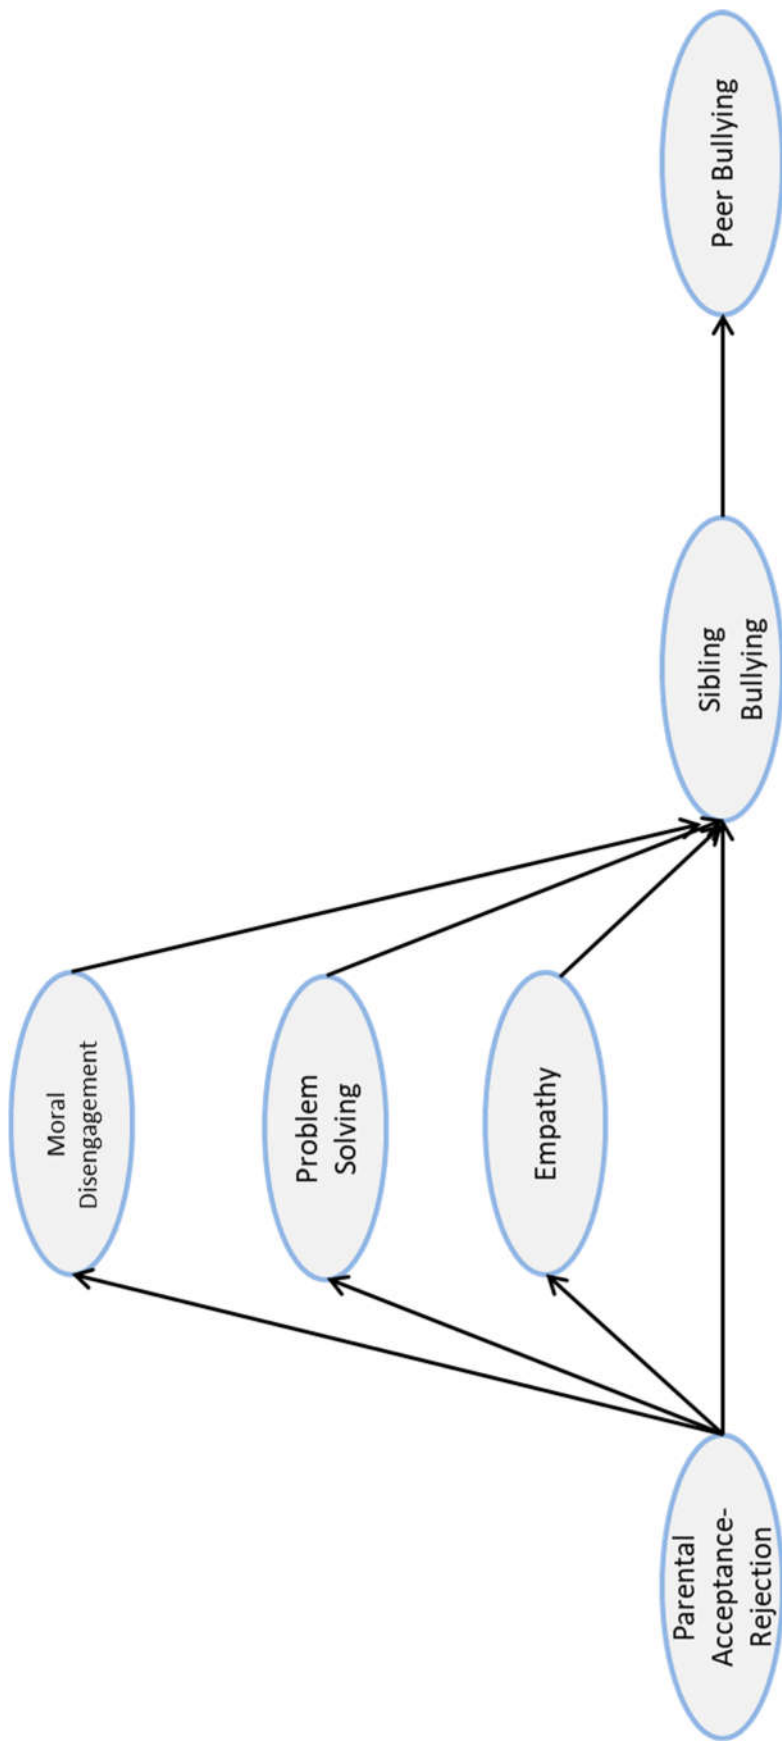 Moral
Disengagement
Problem
Solving
Empathy
Parental
Acceptance-
Rejection
Sibling
Bullying
Peer Bullying